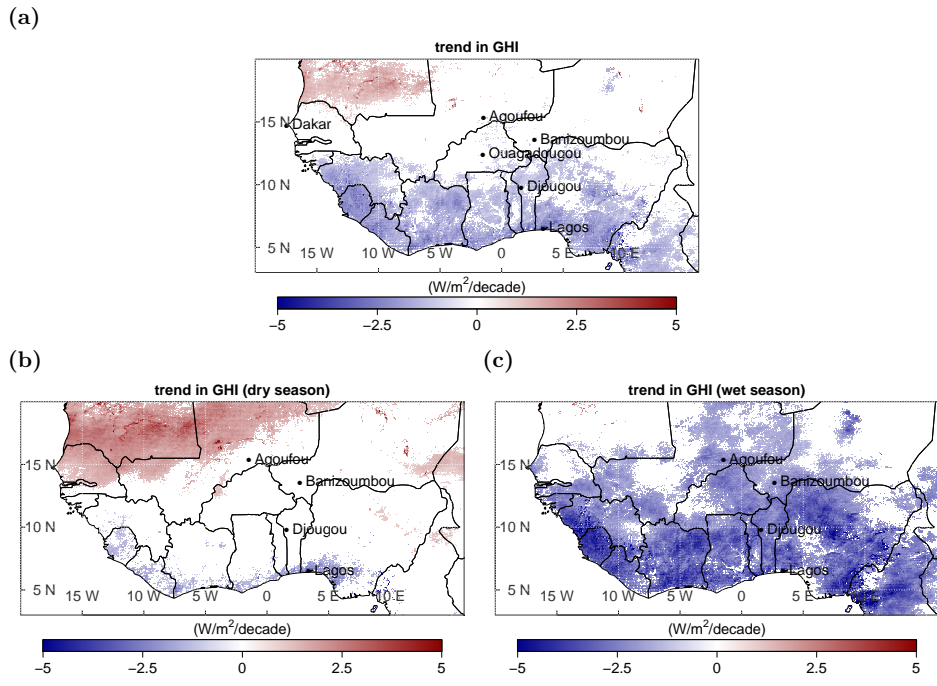 (a)
trend in GHI
15 N
Dakar
Agoufou
Banizoumbou
Ouagadougou
10 N
Djougou
Lagos
5 N
15 W
10 W
5 W
0
5 E
10 E
(W/m²/decade)
−5
−2.5
0
2.5
5
(b)
trend in GHI (dry season)
15 N
Agoufou
Banizoumbou
10 N
Djougou
Lagos
5 N
15 W
10 W
5 W
0
5 E
10 E
(W/m²/decade)
−5
−2.5
0
2.5
5
(c)
trend in GHI (wet season)
15 N
Agoufou
Banizoumbou
10 N
Djougou
Lagos
5 N
15 W
10 W
5 W
0
5 E
10 E
(W/m²/decade)
−5
−2.5
0
2.5
5